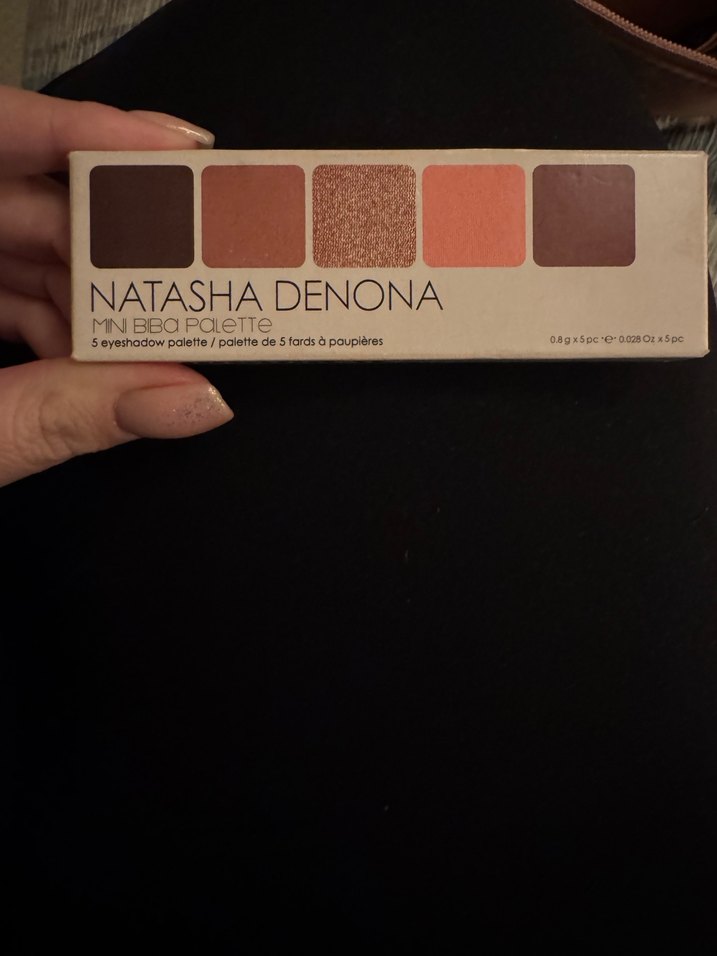 NATASHA DENONA
MINI BIBA PALETTE
5 eyeshadow palette / palette de 5 fards à paupières
0.8 g x 5 pc ·e· 0.028 Oz x 5 pc